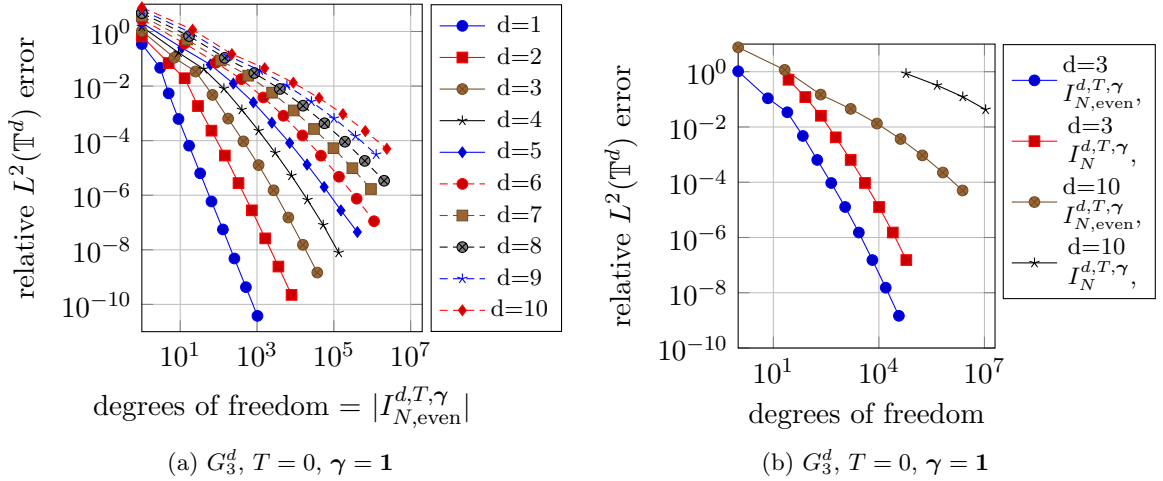 10^0
10^{-2}
10^{-4}
10^{-6}
10^{-8}
10^{-10}
relative L^2(𝕋^d) error
10^1
10^3
10^5
10^7
degrees of freedom = |I_{N,even}^{d,T,γ}|
d=1
d=2
d=3
d=4
d=5
d=6
d=7
d=8
d=9
d=10
(a) G_3^d, T = 0, γ = 1
10^0
10^{-2}
10^{-4}
10^{-6}
10^{-8}
10^{-10}
relative L^2(𝕋^d) error
10^1
10^4
10^7
degrees of freedom
d=3
I_{N,even}^{d,T,γ},
d=3
I_N^{d,T,γ},
d=10
I_{N,even}^{d,T,γ},
d=10
I_N^{d,T,γ},
(b) G_3^d, T = 0, γ = 1